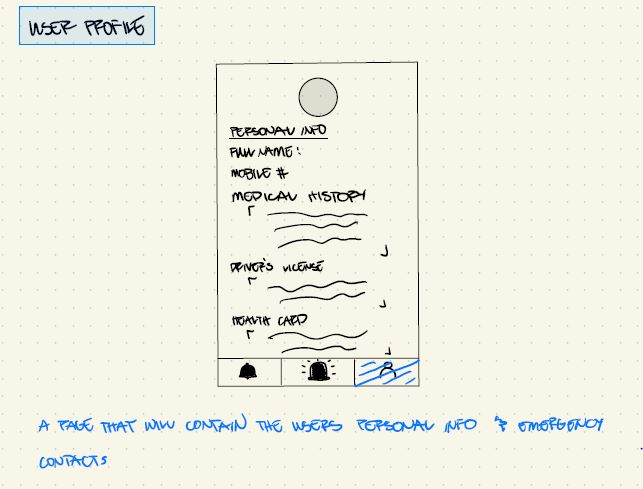 USER PROFILE
PERSONAL INFO
FULL NAME:
MOBILE #
MEDICAL HISTORY
DRIVER'S LICENSE
HEALTH CARD
A PAGE THAT WILL CONTAIN THE USERS PERSONAL INFO & EMERGENCY
CONTACTS